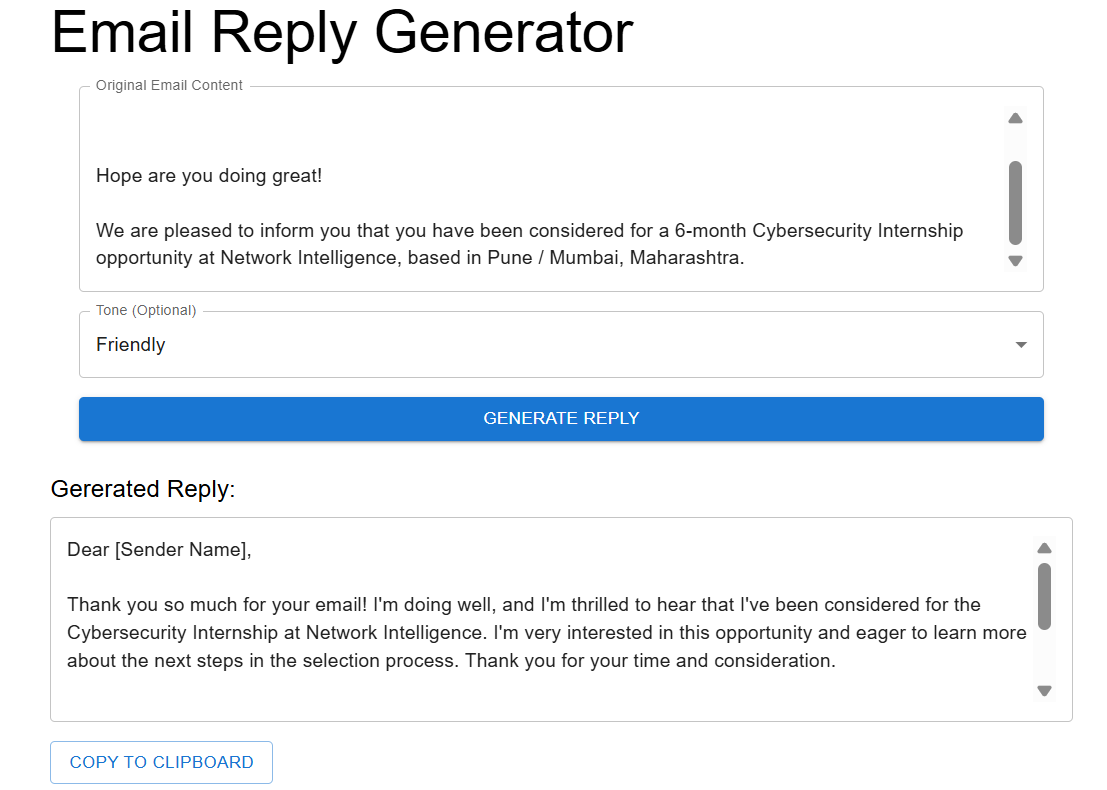 Email Reply Generator
Original Email Content
Hope are you doing great!
We are pleased to inform you that you have been considered for a 6-month Cybersecurity Internship
opportunity at Network Intelligence, based in Pune / Mumbai, Maharashtra.
Tone (Optional)
Friendly
GENERATE REPLY
Gererated Reply:
Dear [Sender Name],
Thank you so much for your email! I'm doing well, and I'm thrilled to hear that I've been considered for the
Cybersecurity Internship at Network Intelligence. I'm very interested in this opportunity and eager to learn more
about the next steps in the selection process. Thank you for your time and consideration.
COPY TO CLIPBOARD